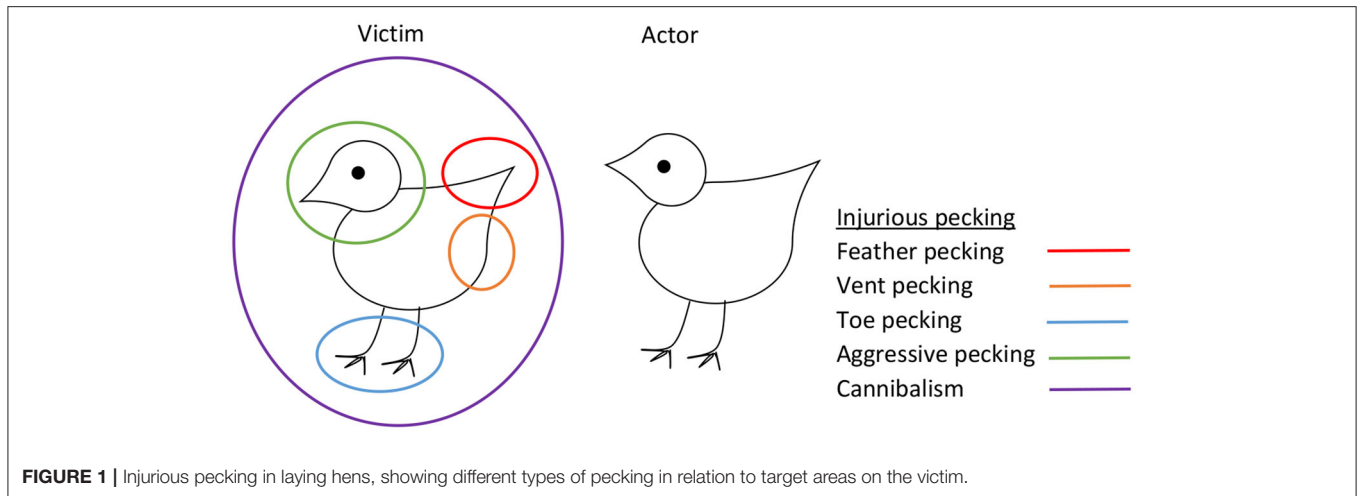 Victim
Actor
Injurious pecking
Feather pecking
Vent pecking
Toe pecking
Aggressive pecking
Cannibalism
FIGURE 1 | Injurious pecking in laying hens, showing different types of pecking in relation to target areas on the victim.